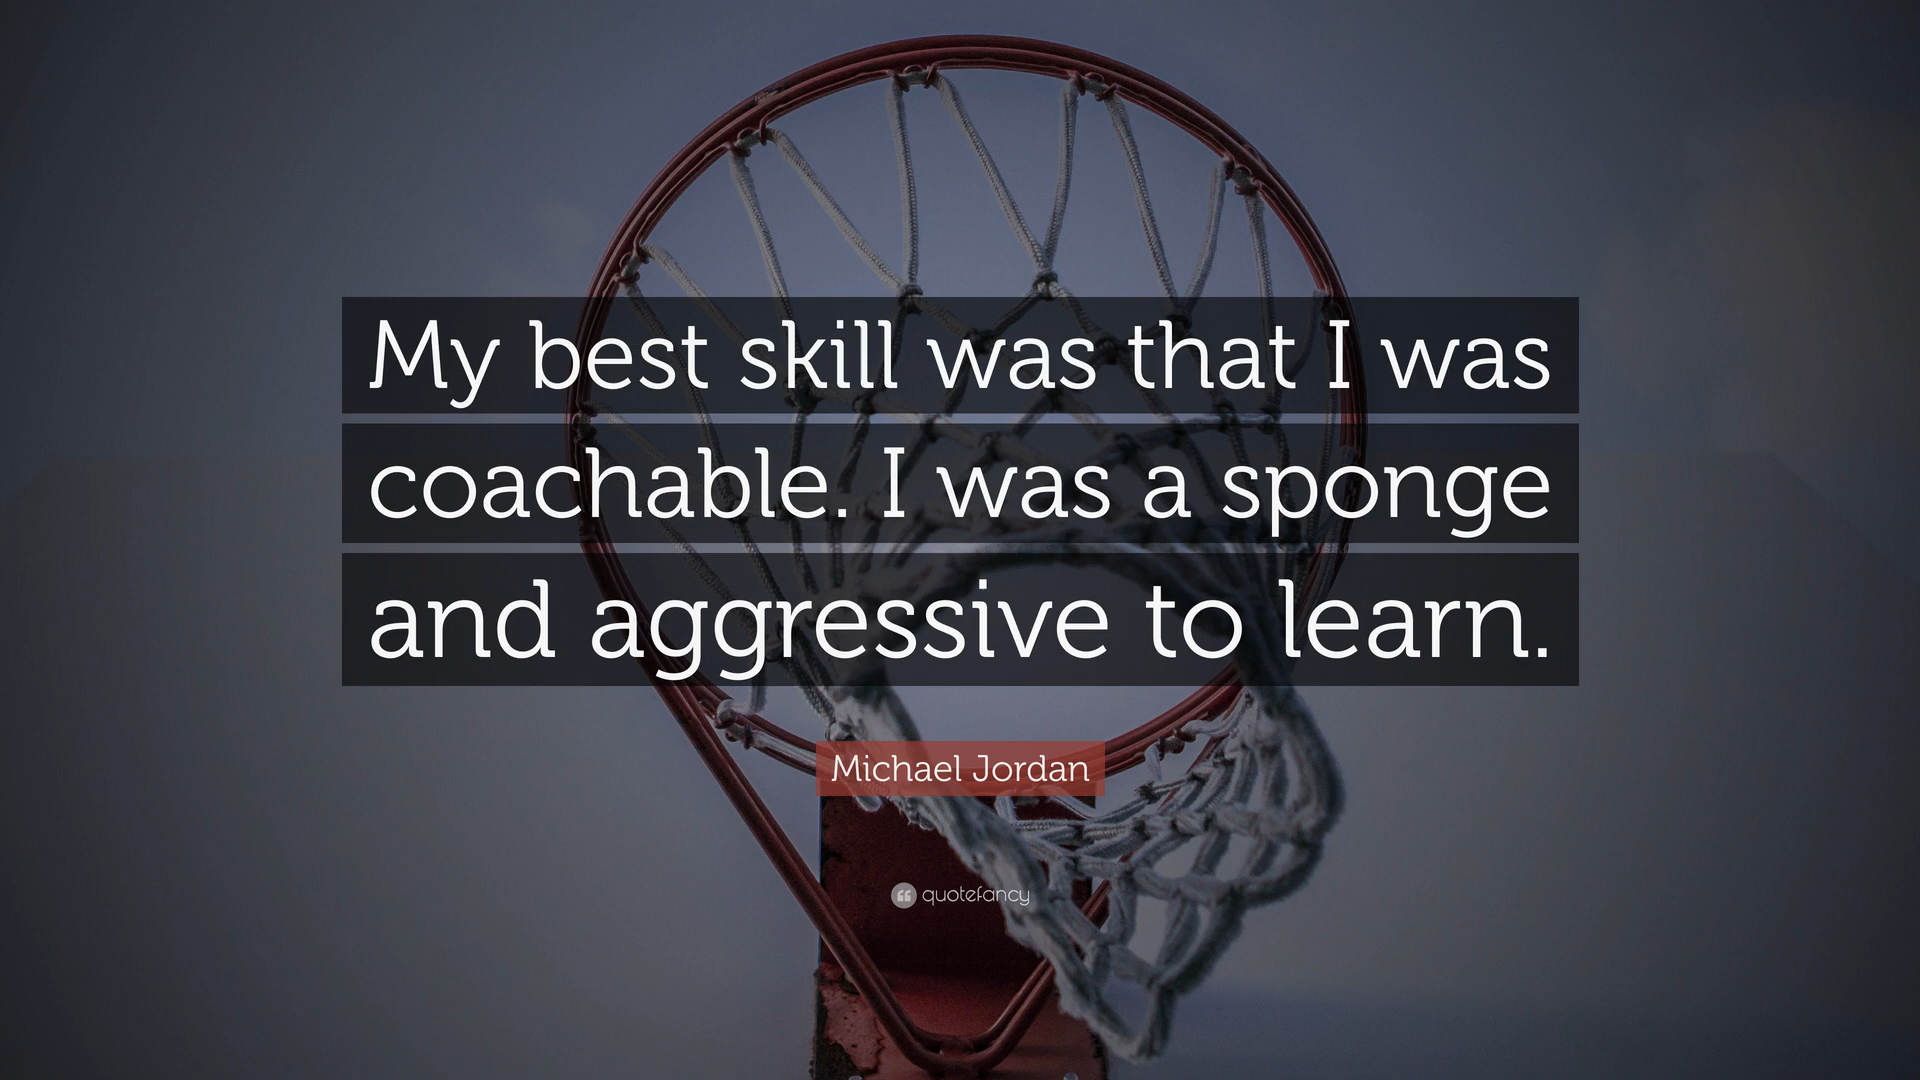 My best skill was that I was
coachable. I was a sponge
and aggressive to learn.
Michael Jordan
quotefancy